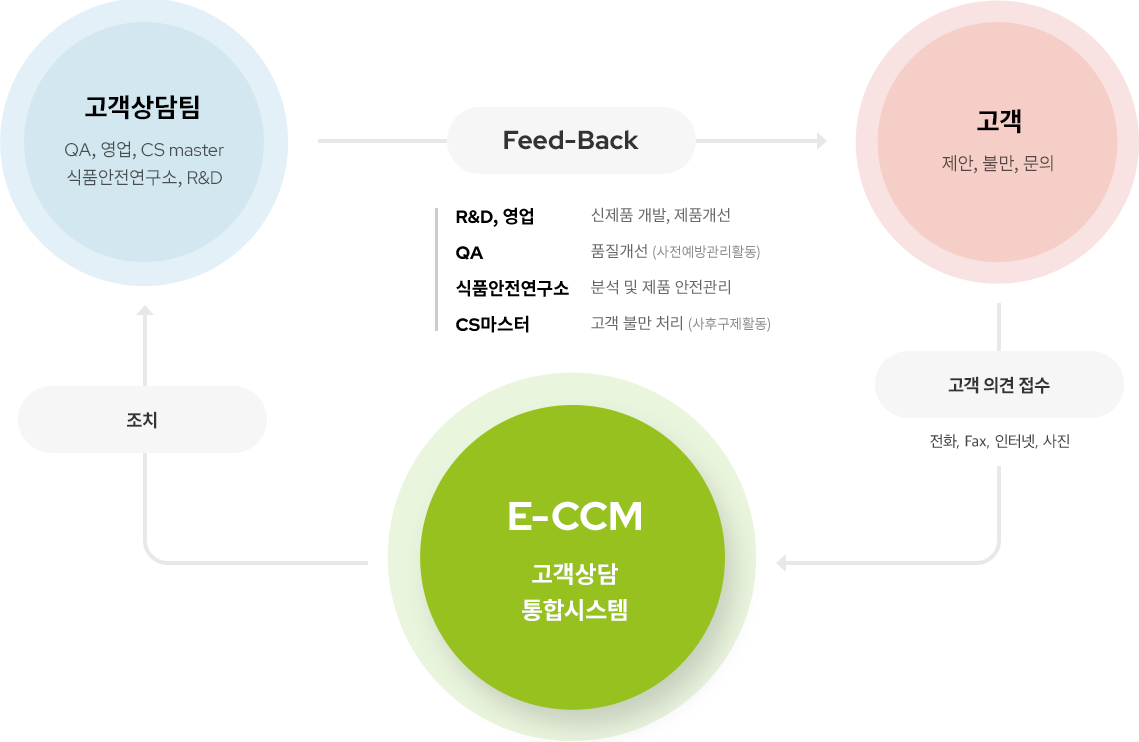 고객상담팀
QA, 영업, CS master
식품안전연구소, R&D
Feed-Back
R&D, 영업 신제품 개발, 제품개선
QA 품질개선 (사전예방관리활동)
식품안전연구소 분석 및 제품 안전관리
CS마스터 고객 불만 처리 (사후구제활동)
고객
제안, 불만, 문의
고객 의견 접수
전화, Fax, 인터넷, 사진
E-CCM
고객상담
통합시스템
조치